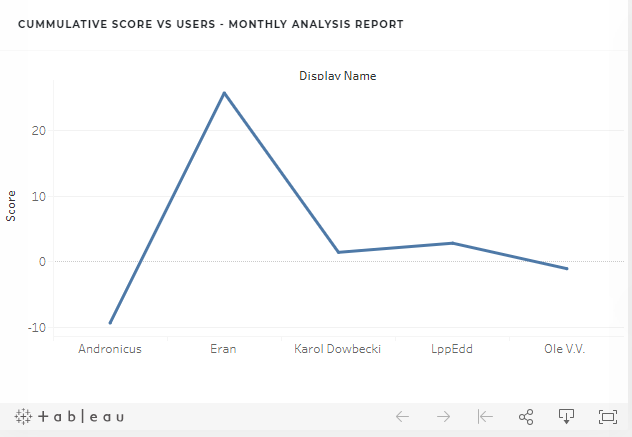 CUMMULATIVE SCORE VS USERS - MONTHLY ANALYSIS REPORT
Display Name
20
10
0
-10
Score
Andronicus Eran Karol Dowbecki LppEdd Ole V.V.
+ableau